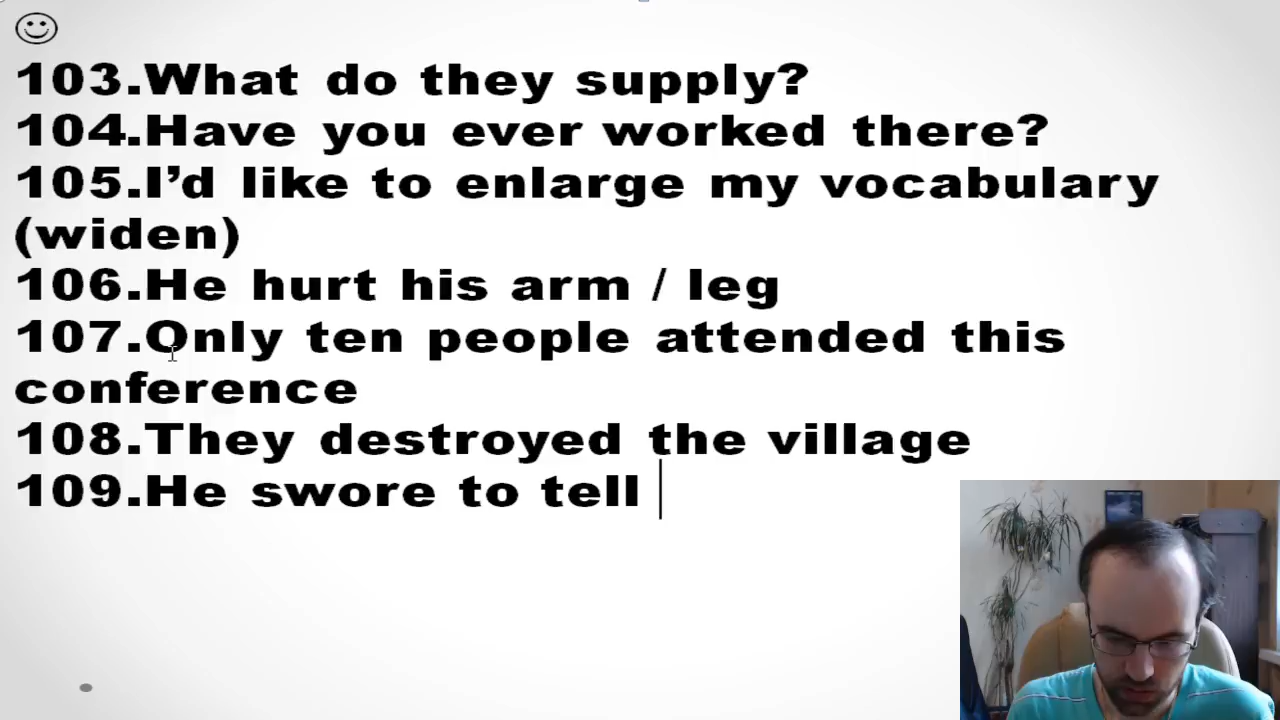 103.What do they supply?
104.Have you ever worked there?
105.I’d like to enlarge my vocabulary
(widen)
106.He hurt his arm / leg
107.Only ten people attended this
conference
108.They destroyed the village
109.He swore to tell